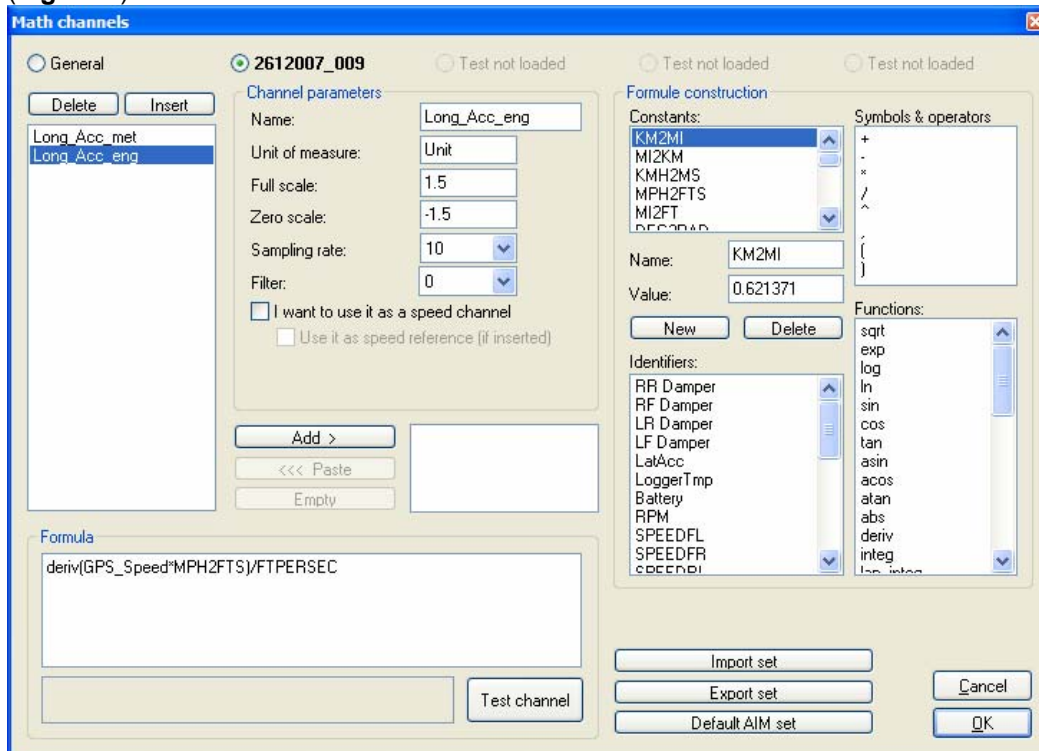 Math channels
General
2612007_009
Test not loaded
Test not loaded
Test not loaded
Delete
Insert
Long_Acc_met
Long_Acc_eng
Channel parameters
Name:
Long_Acc_eng
Unit of measure:
Unit
Full scale:
1.5
Zero scale:
-1.5
Sampling rate:
10
Filter:
0
I want to use it as a speed channel
Use it as speed reference (if inserted)
Add >
<<< Paste
Empty
Formula
deriv(GPS_Speed*MPH2FTS)/FTPERSEC
Test channel
Formule construction
Constants:
KM2MI
MI2KM
KMH2MS
MPH2FTS
MI2FT
DEG2RAD
Name:
KM2MI
Value:
0.621371
New
Delete
Identifiers:
RR Damper
RF Damper
LR Damper
LF Damper
LatAcc
LoggerTmp
Battery
RPM
SPEEDFL
SPEEDFR
Symbols & operators
+
-
*
/
^
,
(
)
Functions:
sqrt
exp
log
ln
sin
cos
tan
asin
acos
atan
abs
deriv
integ
Import set
Export set
Default AIM set
Cancel
OK